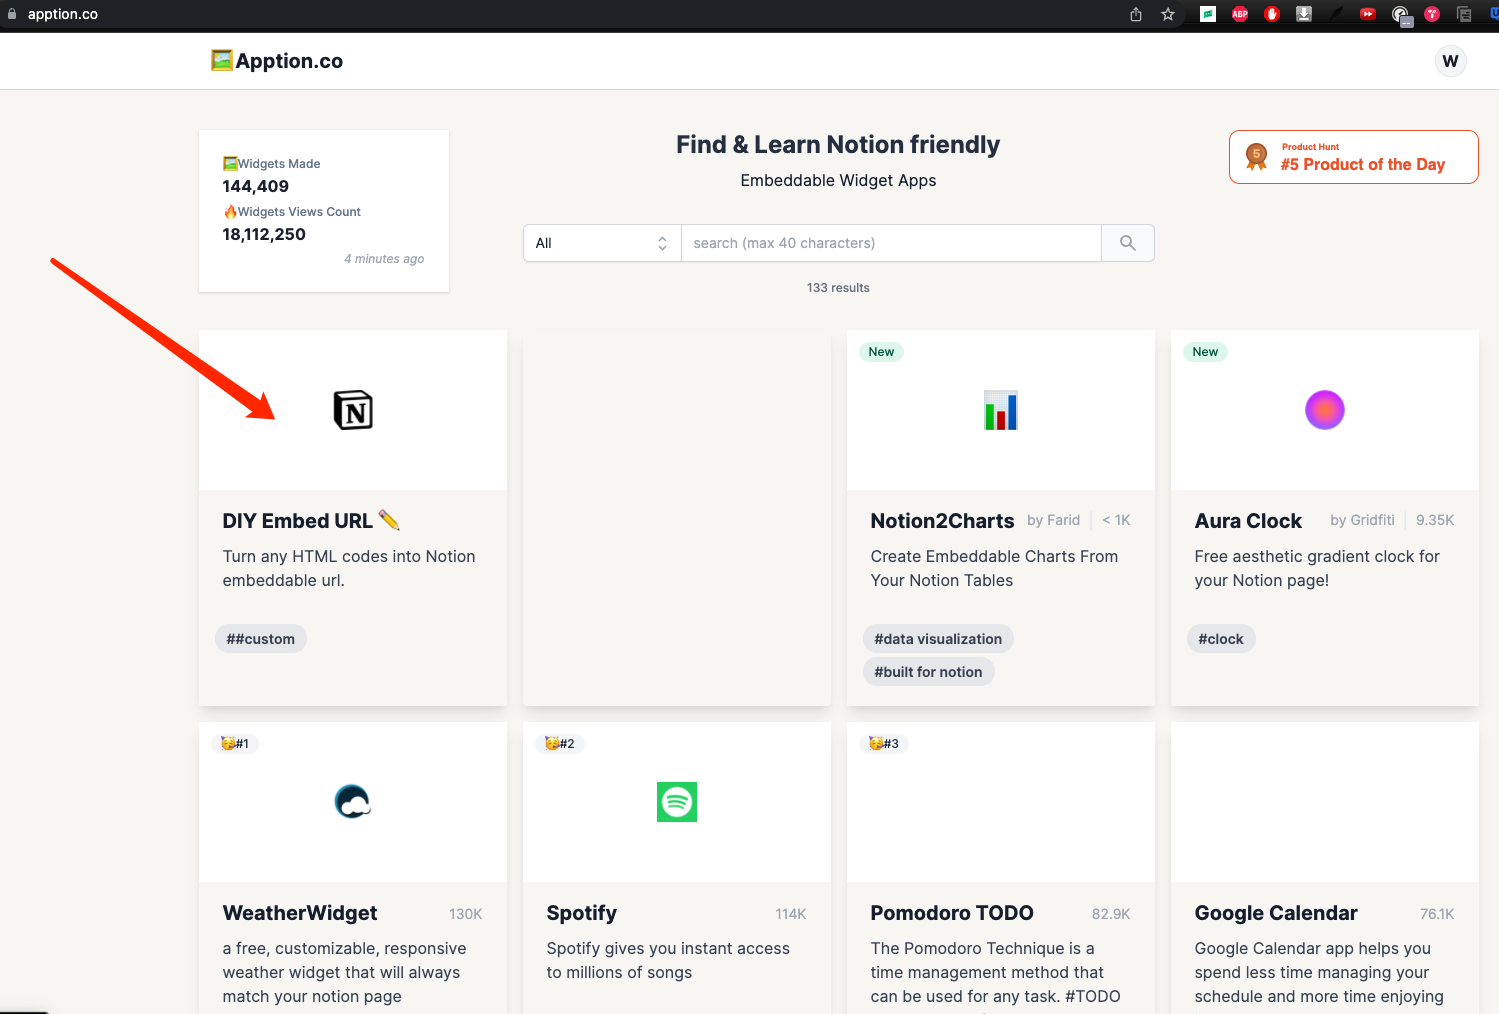 apption.co
ABP
Apption.co
W
Widgets Made
144,409
Widgets Views Count
18,112,250
4 minutes ago
Find & Learn Notion friendly
Embeddable Widget Apps
5
Product Hunt
#5 Product of the Day
All
search (max 40 characters)
133 results
N
DIY Embed URL
Turn any HTML codes into Notion
embeddable url.
##custom
New
Notion2Charts by Farid < 1K
Create Embeddable Charts From
Your Notion Tables
#data visualization
#built for notion
New
Aura Clock by Gridfiti 9.35K
Free aesthetic gradient clock for
your Notion page!
#clock
#1
WeatherWidget 130K
a free, customizable, responsive
weather widget that will always
match your notion page
#2
Spotify 114K
Spotify gives you instant access
to millions of songs
#3
Pomodoro TODO 82.9K
The Pomodoro Technique is a
time management method that
can be used for any task. #TODO
Google Calendar 76.1K
Google Calendar app helps you
spend less time managing your
schedule and more time enjoying